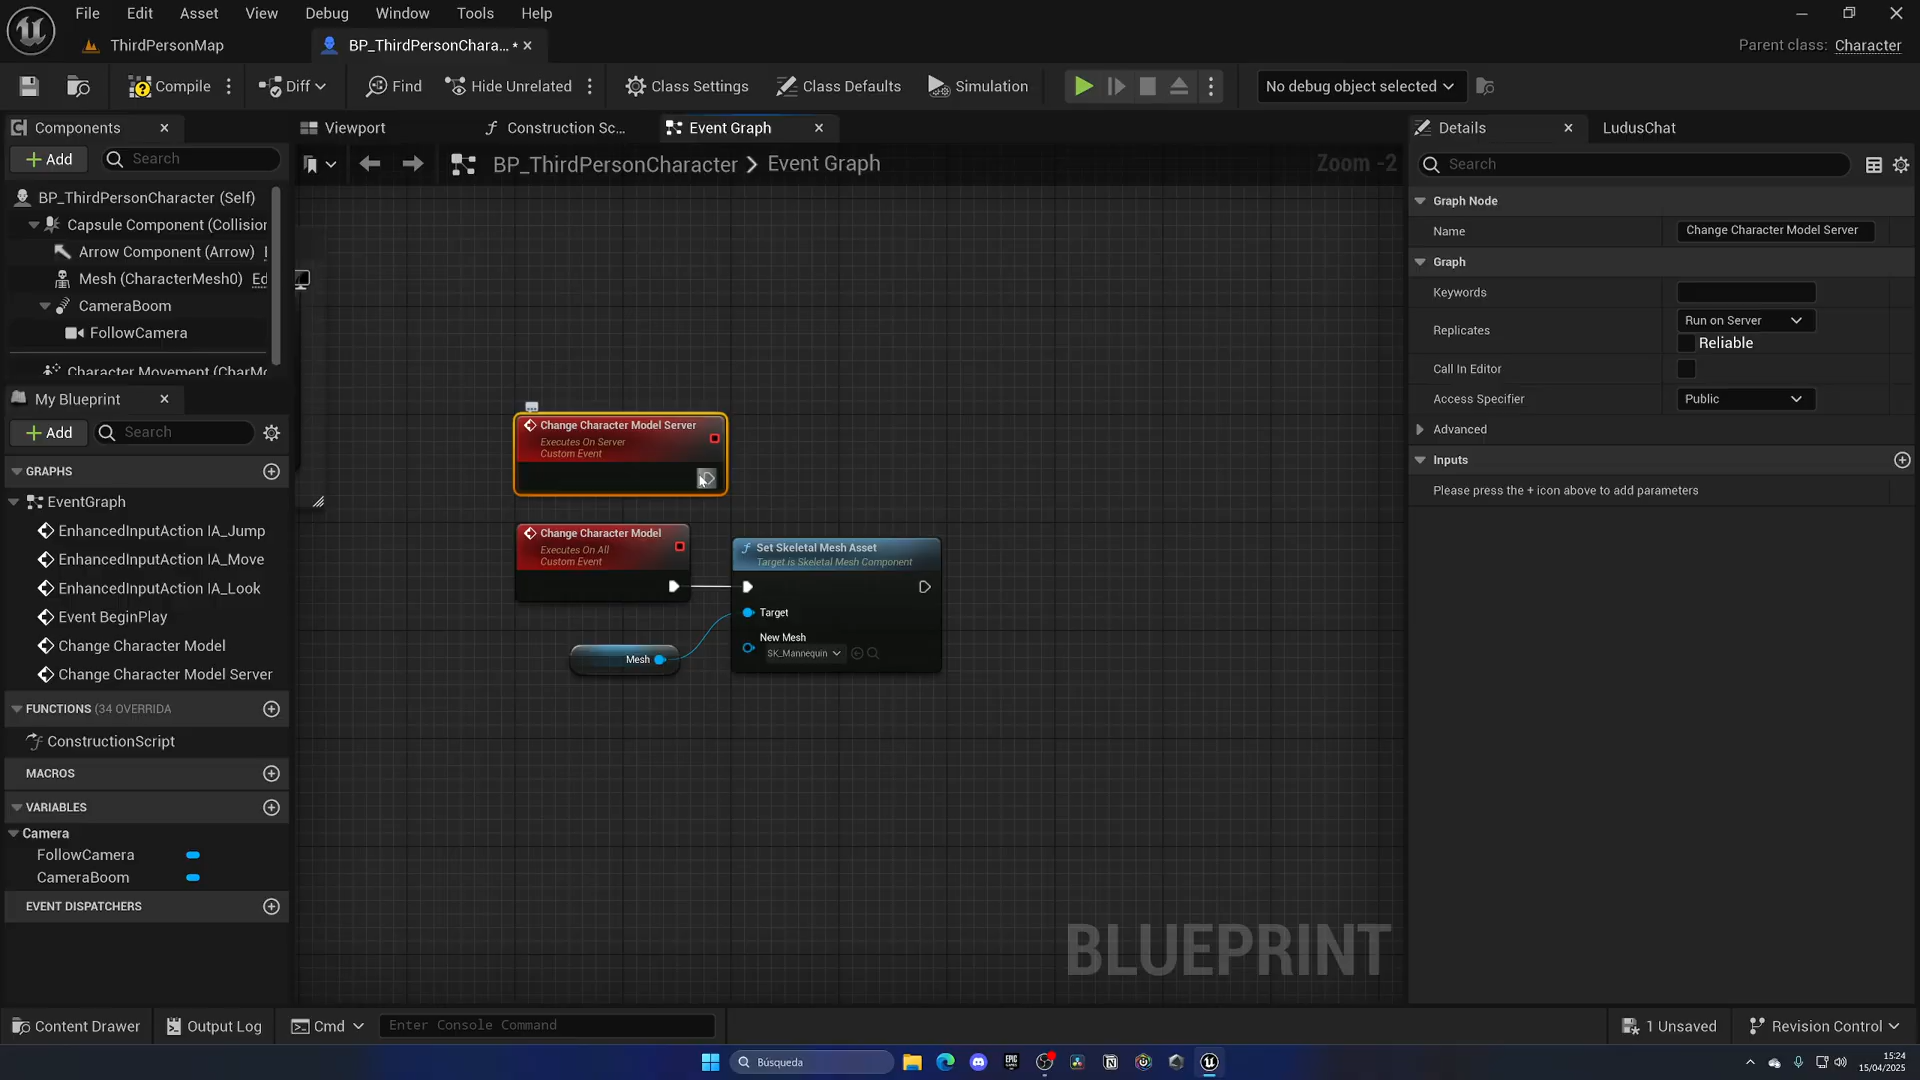 File Edit Asset View Debug Window Tools Help
ThirdPersonMap
BP_ThirdPersonChara... *
Parent class: Character
Compile
Diff
Find
Hide Unrelated
Class Settings
Class Defaults
Simulation
No debug object selected
Components
Add
Search
BP_ThirdPersonCharacter (Self)
Capsule Component (Collision
Arrow Component (Arrow)
Mesh (CharacterMesh0) Ed
CameraBoom
FollowCamera
Character Movement (CharMo
My Blueprint
Add
Search
GRAPHS
EventGraph
EnhancedInputAction IA_Jump
EnhancedInputAction IA_Move
EnhancedInputAction IA_Look
Event BeginPlay
Change Character Model
Change Character Model Server
FUNCTIONS (34 OVERRIDA
ConstructionScript
MACROS
VARIABLES
Camera
FollowCamera
CameraBoom
EVENT DISPATCHERS
Viewport
Construction Sc...
Event Graph
BP_ThirdPersonCharacter > Event Graph
Zoom -2
Change Character Model Server
Executes On Server
Custom Event
Change Character Model
Executes On All
Custom Event
Set Skeletal Mesh Asset
Target is Skeletal Mesh Component
Target
New Mesh
SK_Mannequin
Mesh
BLUEPRINT
Details
LudusChat
Search
Graph Node
Name
Change Character Model Server
Graph
Keywords
Replicates
Run on Server
Reliable
Call In Editor
Access Specifier
Public
Advanced
Inputs
Please press the + icon above to add parameters
Content Drawer
Output Log
Cmd
Enter Console Command
1 Unsaved
Revision Control
Búsqueda
EPIC
15:24
15/04/2025